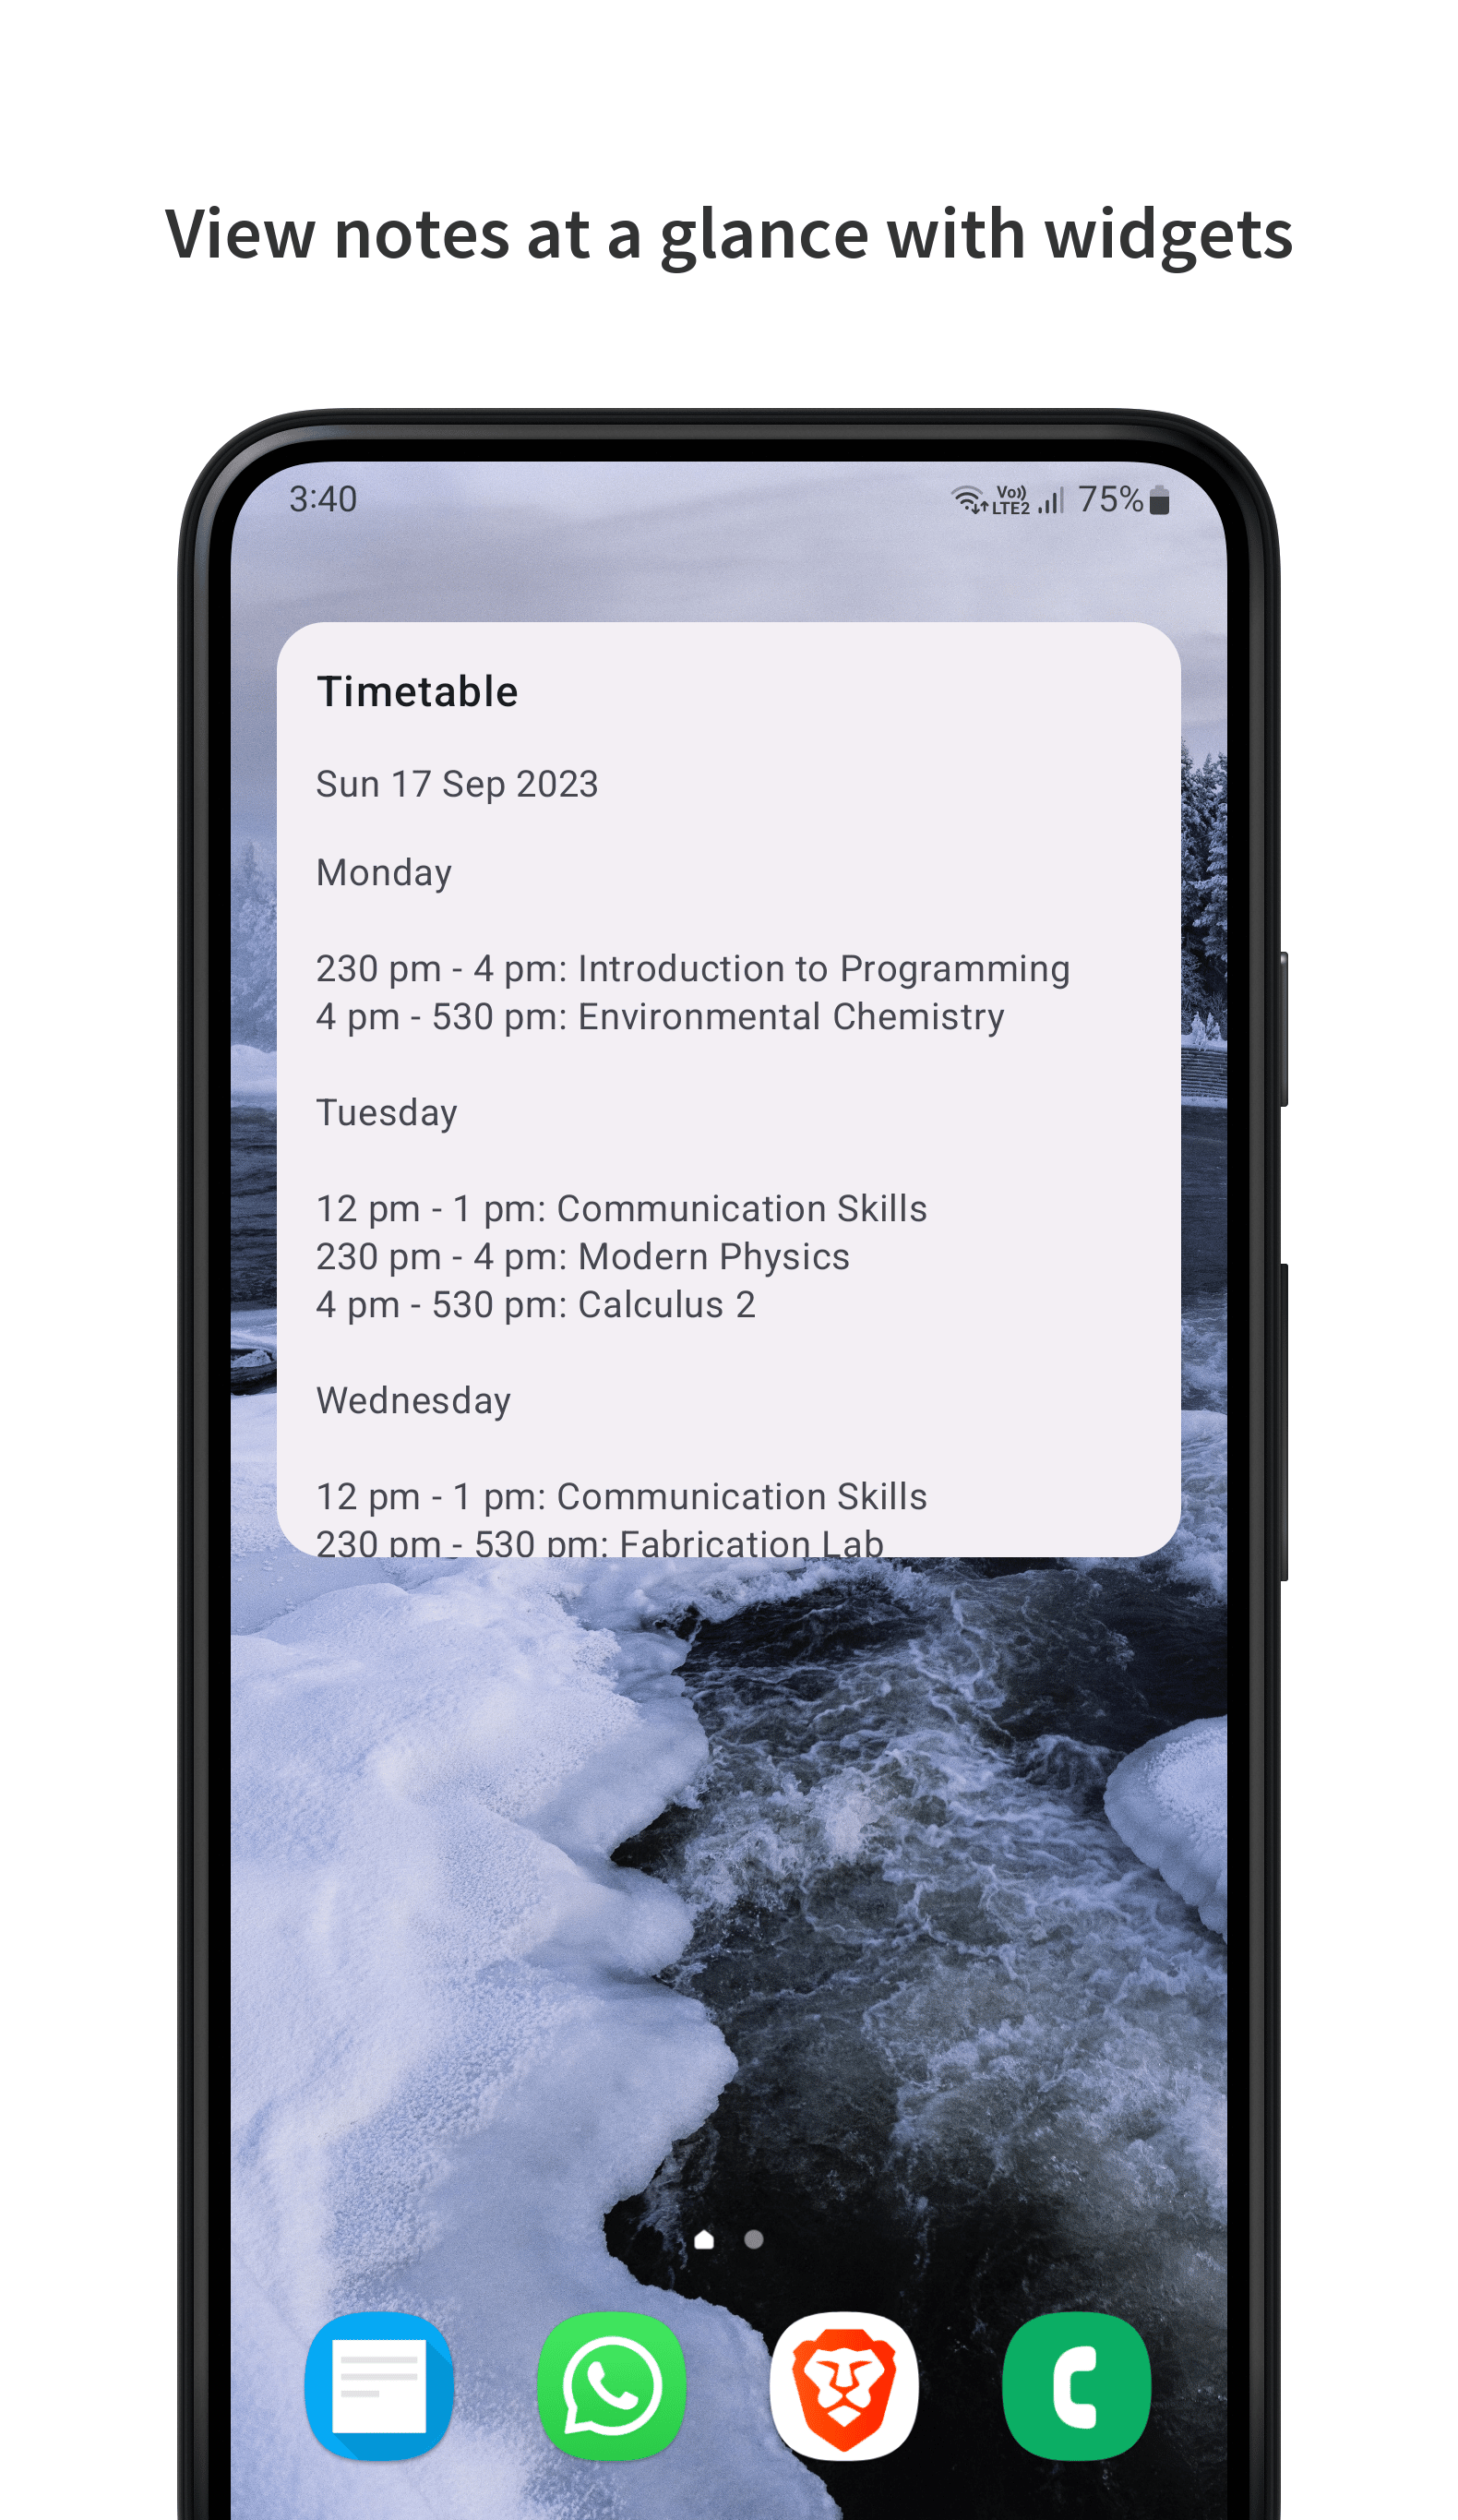 View notes at a glance with widgets
3:40
Vo)) LTE2 75%
Timetable
Sun 17 Sep 2023
Monday
230 pm - 4 pm: Introduction to Programming
4 pm - 530 pm: Environmental Chemistry
Tuesday
12 pm - 1 pm: Communication Skills
230 pm - 4 pm: Modern Physics
4 pm - 530 pm: Calculus 2
Wednesday
12 pm - 1 pm: Communication Skills
230 pm - 530 pm: Fabrication Lab